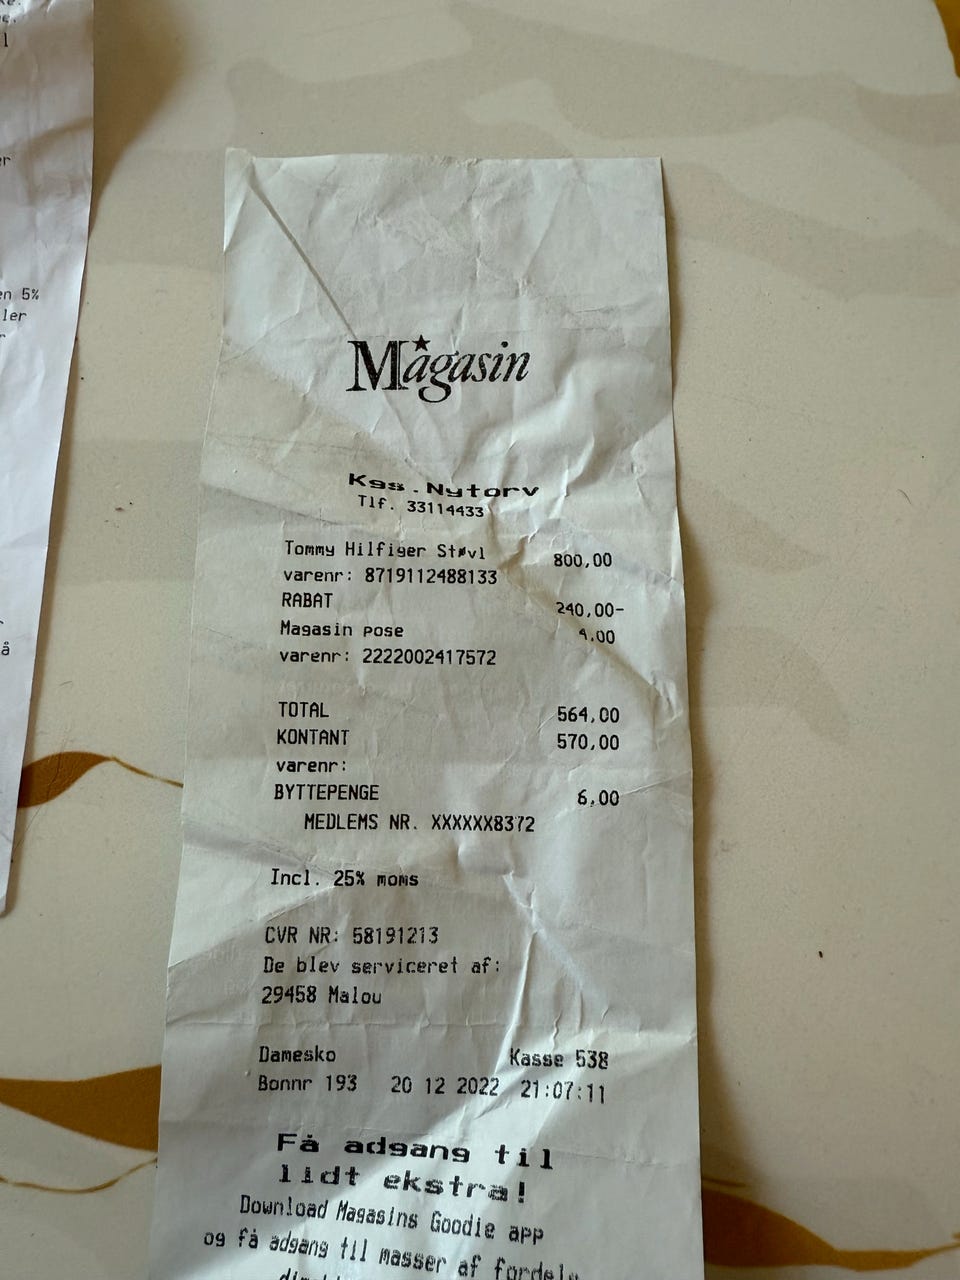 en 5%
ler
å
Magasin
Kgs.Nytorv
Tlf. 33114433
Tommy Hilfiger Støvl 800,00
varenr: 8719112488133
RABAT 240,00-
Magasin pose 4,00
varenr: 2222002417572
TOTAL 564,00
KONTANT 570,00
varenr:
BYTTEPENGE 6,00
MEDLEMS NR. XXXXXX8372
Incl. 25% moms
CVR NR: 58191213
De blev serviceret af:
29458 Malou
Damesko Kasse 538
Bonnr 193 20 12 2022 21:07:11
Få adgang til
lidt ekstra!
Download Magasins Goodie app
og få adgang til masser af fordele